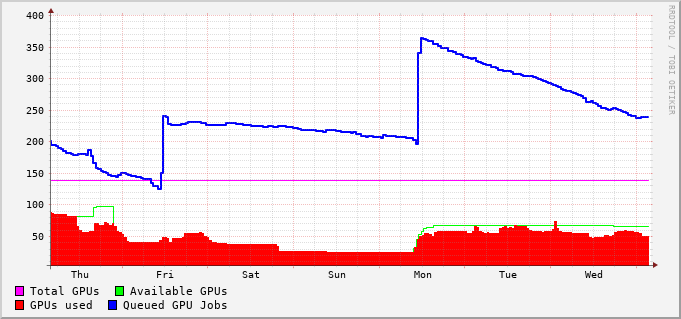 400
350
300
250
200
150
100
50
Thu Fri Sat Sun Mon Tue Wed
Total GPUs Available GPUs
GPUs used Queued GPU Jobs
RRDTOOL / TOBI OETIKER